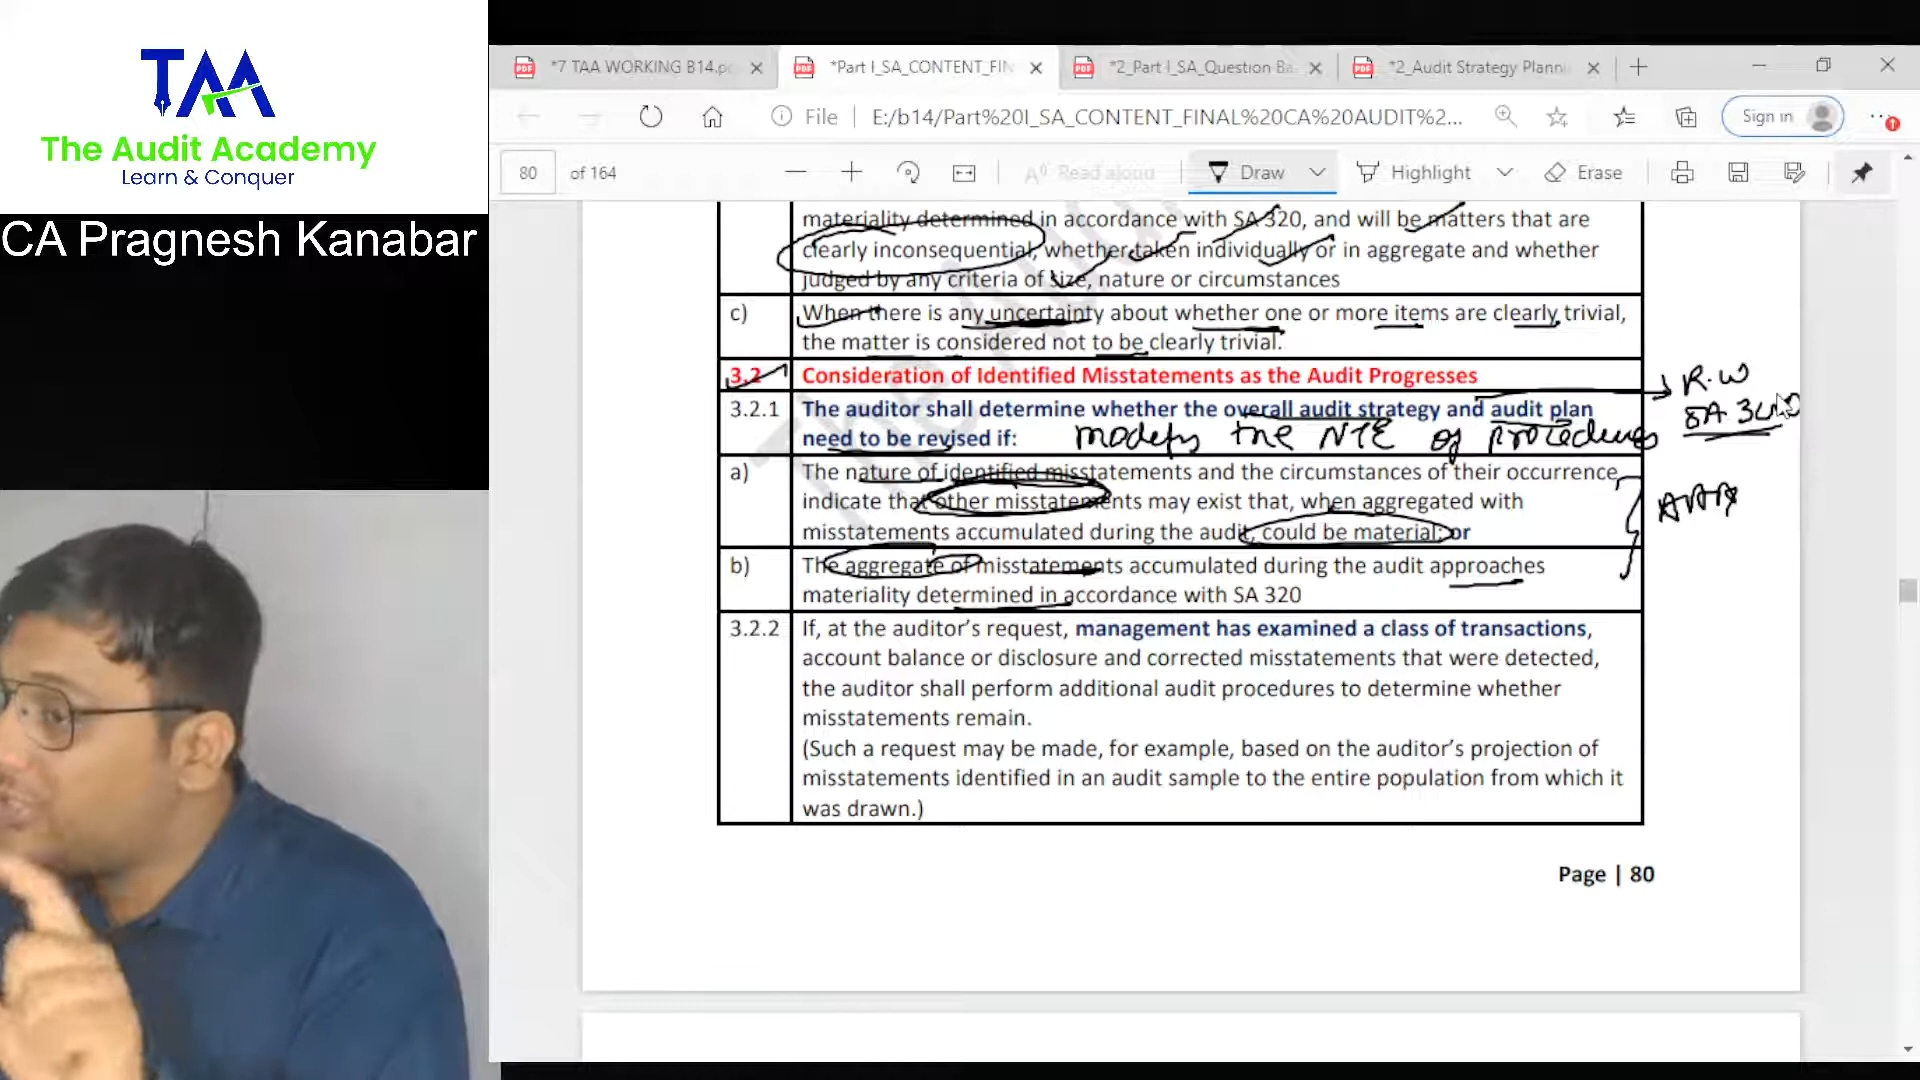 TAA
The Audit Academy
Learn & Conquer
CA Pragnesh Kanabar
*7 TAA WORKING B14.p
*Part I_SA_CONTENT_FIN
*2_Part I_SA_Question Ba
*2_Audit Strategy Planni
File
E:/b14/Part%20I_SA_CONTENT_FINAL%20CA%20AUDIT%2...
Sign in
80 of 164
Read aloud
Draw
Highlight
Erase
materiality determined in accordance with SA 320, and will be matters that are
clearly inconsequential, whether taken individually or in aggregate and whether
judged by any criteria of size, nature or circumstances
c) When there is any uncertainty about whether one or more items are clearly trivial,
the matter is considered not to be clearly trivial.
3.2 Consideration of Identified Misstatements as the Audit Progresses
R.W
3.2.1 The auditor shall determine whether the overall audit strategy and audit plan
SA
need to be revised if: modify the NTE of procedures
a) The nature of identified misstatements and the circumstances of their occurrence
indicate that other misstatements may exist that, when aggregated with
misstatements accumulated during the audit, could be material; or
b) The aggregate of misstatements accumulated during the audit approaches
materiality determined in accordance with SA 320
3.2.2 If, at the auditor's request, management has examined a class of transactions,
account balance or disclosure and corrected misstatements that were detected,
the auditor shall perform additional audit procedures to determine whether
misstatements remain.
(Such a request may be made, for example, based on the auditor's projection of
misstatements identified in an audit sample to the entire population from which it
was drawn.)
Page | 80